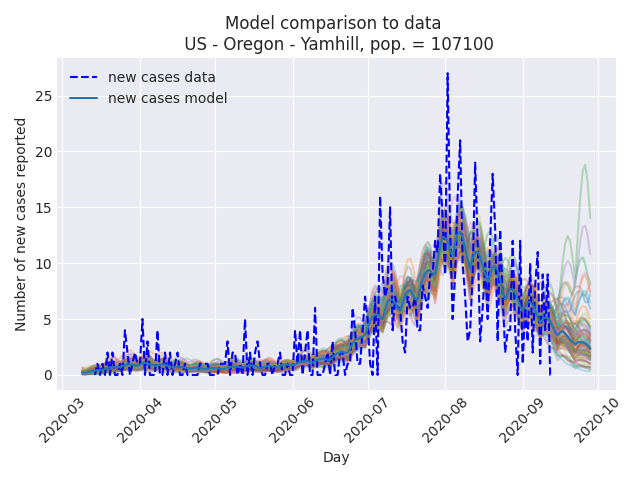 Model comparison to data
US - Oregon - Yamhill, pop. = 107100
new cases data
new cases model
Number of new cases reported
25
20
15
10
5
0
2020-03
2020-04
2020-05
2020-06
2020-07
2020-08
2020-09
2020-10
Day